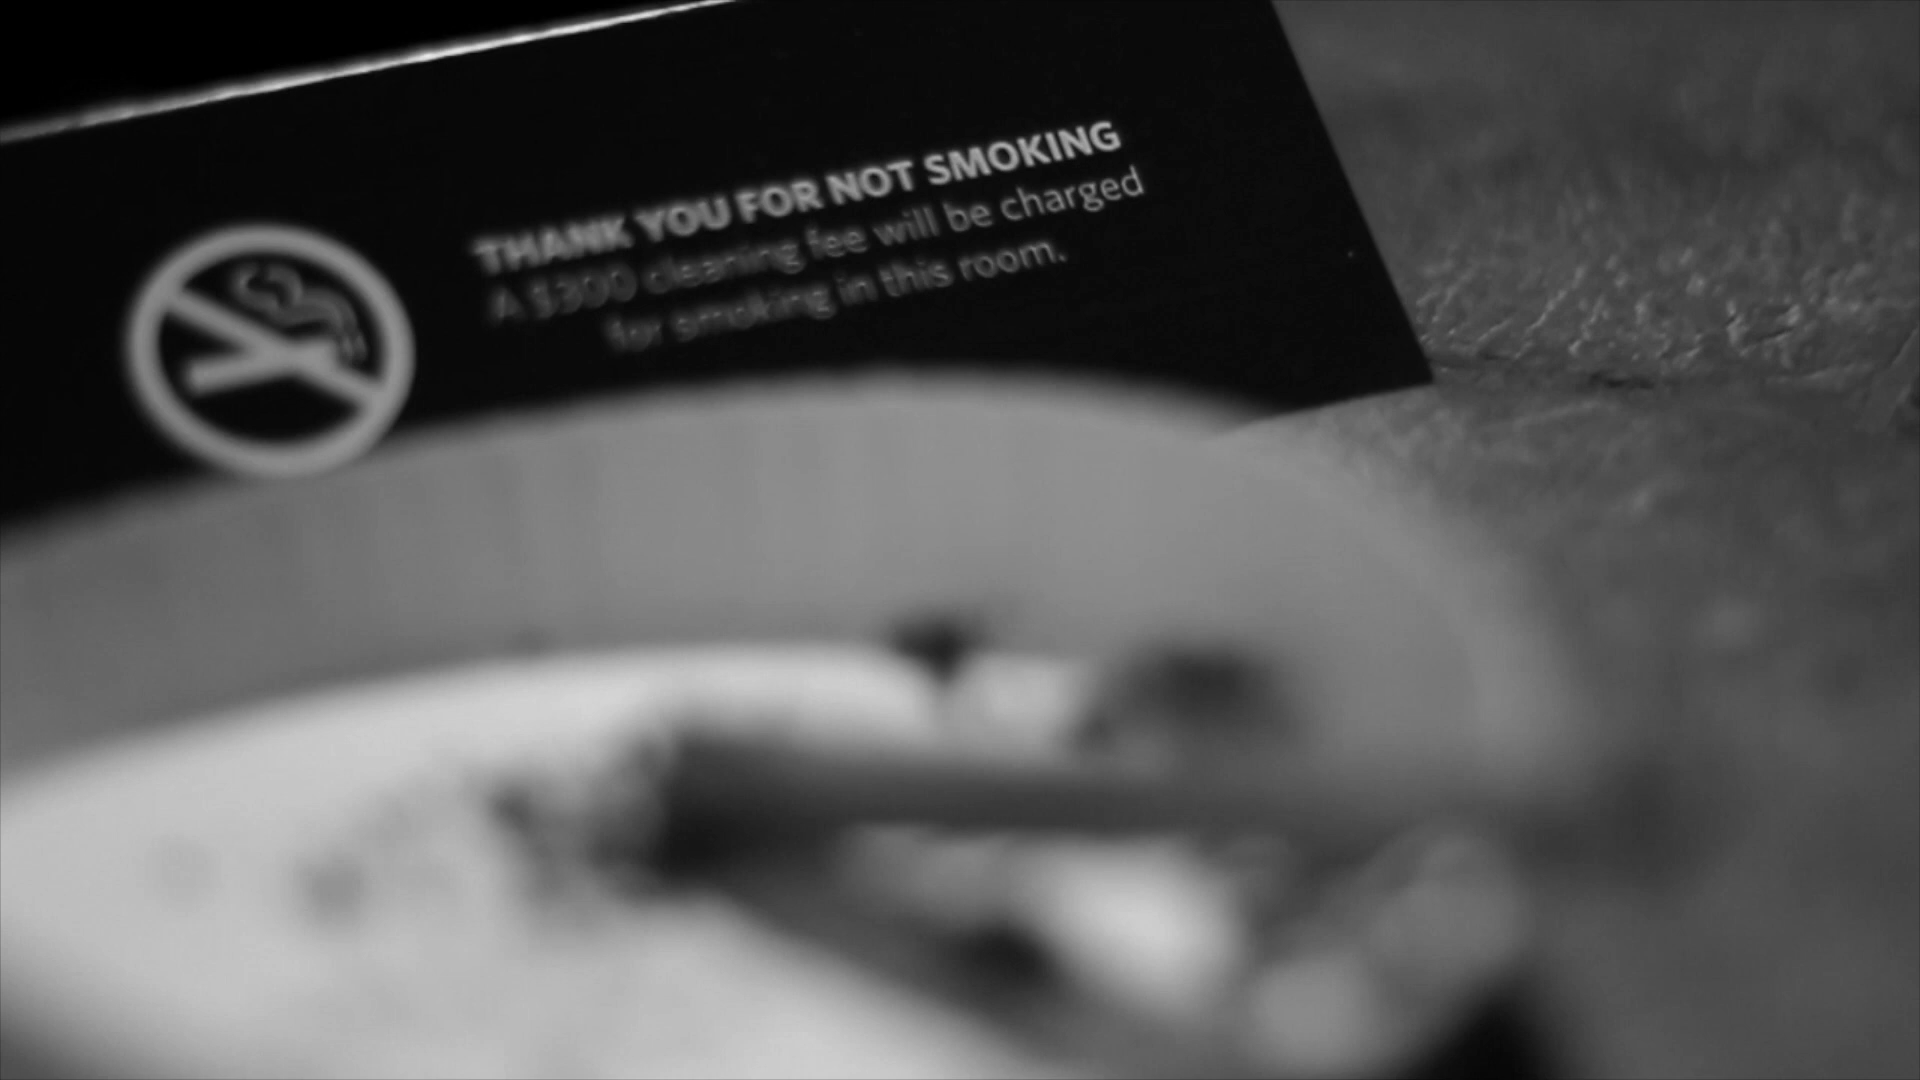 THANK YOU FOR NOT SMOKING
A $300 cleaning fee will be charged
for smoking in this room.